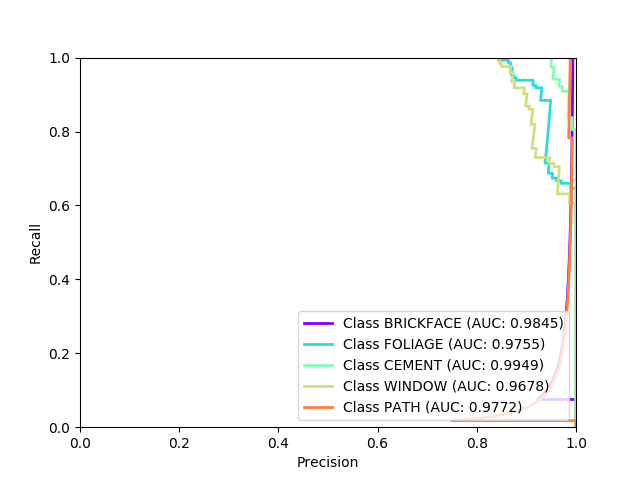 1.0
0.8
0.6
0.4
0.2
0.0
Recall
Class BRICKFACE (AUC: 0.9845)
Class FOLIAGE (AUC: 0.9755)
Class CEMENT (AUC: 0.9949)
Class WINDOW (AUC: 0.9678)
Class PATH (AUC: 0.9772)
0.0 0.2 0.4 0.6 0.8 1.0
Precision